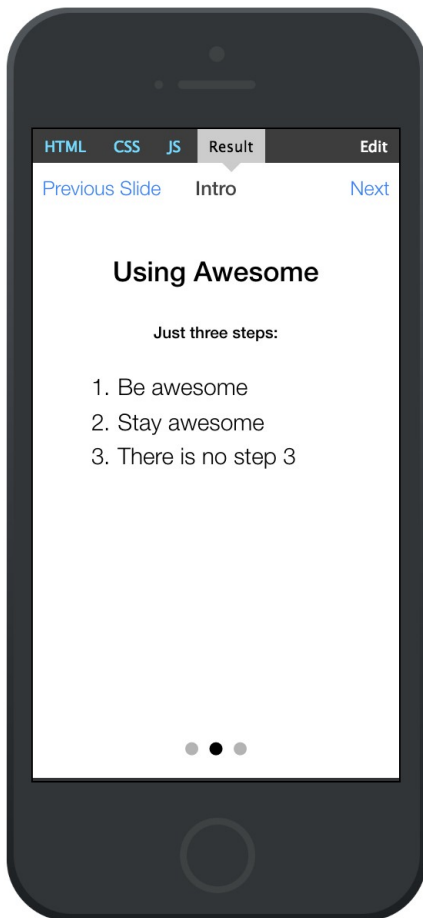 HTML CSS JS Result Edit
Previous Slide Intro Next
Using Awesome
Just three steps:
1. Be awesome
2. Stay awesome
3. There is no step 3